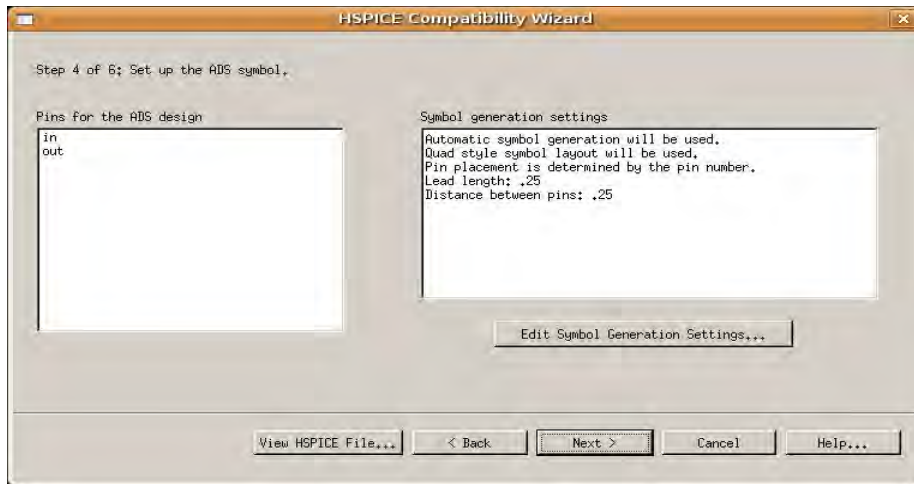 HSPICE Compatibility Wizard
Step 4 of 6: Set up the ADS symbol.
Pins for the ADS design
in
out
Symbol generation settings
Automatic symbol generation will be used.
Quad style symbol layout will be used.
Pin placement is determined by the pin number.
Lead length: .25
Distance between pins: .25
Edit Symbol Generation Settings...
View HSPICE File...
< Back
Next >
Cancel
Help...